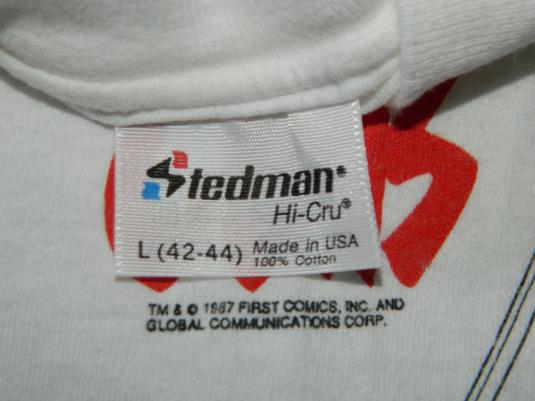 Stedman®
Hi-Cru®
L (42-44) Made in USA
100% Cotton
TM & © 1987 FIRST COMICS, INC. AND
GLOBAL COMMUNICATIONS CORP.